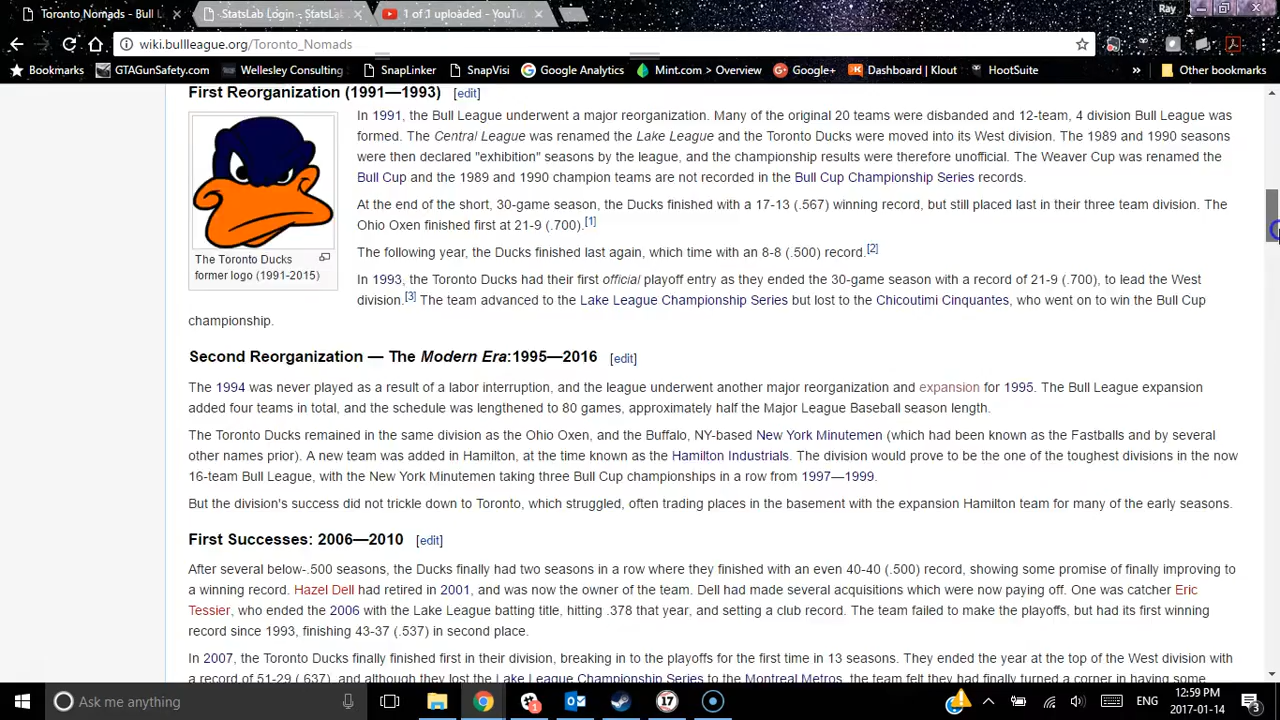 Toronto Nomads - Bull L
StatsLab Login – StatsLa
1 of 1 uploaded - YouTu
Ray
wiki.bullleague.org/Toronto_Nomads
Bookmarks GTAGunSafety.com Wellesley Consulting SnapLinker SnapVisi Google Analytics Mint.com > Overview Google+ Dashboard | Klout HootSuite » Other bookmarks
First Reorganization (1991—1993) [edit]
The Toronto Ducks
former logo (1991-2015)
In 1991, the Bull League underwent a major reorganization. Many of the original 20 teams were disbanded and 12-team, 4 division Bull League was
formed. The Central League was renamed the Lake League and the Toronto Ducks were moved into its West division. The 1989 and 1990 seasons
were then declared "exhibition" seasons by the league, and the championship results were therefore unofficial. The Weaver Cup was renamed the
Bull Cup and the 1989 and 1990 champion teams are not recorded in the Bull Cup Championship Series records.
At the end of the short, 30-game season, the Ducks finished with a 17-13 (.567) winning record, but still placed last in their three team division. The
Ohio Oxen finished first at 21-9 (.700).[1]
The following year, the Ducks finished last again, which time with an 8-8 (.500) record.[2]
In 1993, the Toronto Ducks had their first official playoff entry as they ended the 30-game season with a record of 21-9 (.700), to lead the West
division.[3] The team advanced to the Lake League Championship Series but lost to the Chicoutimi Cinquantes, who went on to win the Bull Cup
championship.
Second Reorganization — The Modern Era:1995—2016 [edit]
The 1994 was never played as a result of a labor interruption, and the league underwent another major reorganization and expansion for 1995. The Bull League expansion
added four teams in total, and the schedule was lengthened to 80 games, approximately half the Major League Baseball season length.
The Toronto Ducks remained in the same division as the Ohio Oxen, and the Buffalo, NY-based New York Minutemen (which had been known as the Fastballs and by several
other names prior). A new team was added in Hamilton, at the time known as the Hamilton Industrials. The division would prove to be the one of the toughest divisions in the now
16-team Bull League, with the New York Minutemen taking three Bull Cup championships in a row from 1997—1999.
But the division's success did not trickle down to Toronto, which struggled, often trading places in the basement with the expansion Hamilton team for many of the early seasons.
First Successes: 2006—2010 [edit]
After several below-.500 seasons, the Ducks finally had two seasons in a row where they finished with an even 40-40 (.500) record, showing some promise of finally improving to
a winning record. Hazel Dell had retired in 2001, and was now the owner of the team. Dell had made several acquisitions which were now paying off. One was catcher Eric
Tessier, who ended the 2006 with the Lake League batting title, hitting .378 that year, and setting a club record. The team failed to make the playoffs, but had its first winning
record since 1993, finishing 43-37 (.537) in second place.
In 2007, the Toronto Ducks finally finished first in their division, breaking in to the playoffs for the first time in 13 seasons. They ended the year at the top of the West division with
a record of 51-29 (.637), and although they lost the Lake League Championship Series to the Montreal Metros, the team felt they had finally turned a corner in having some
Ask me anything
17
ENG
12:59 PM
2017-01-14
3